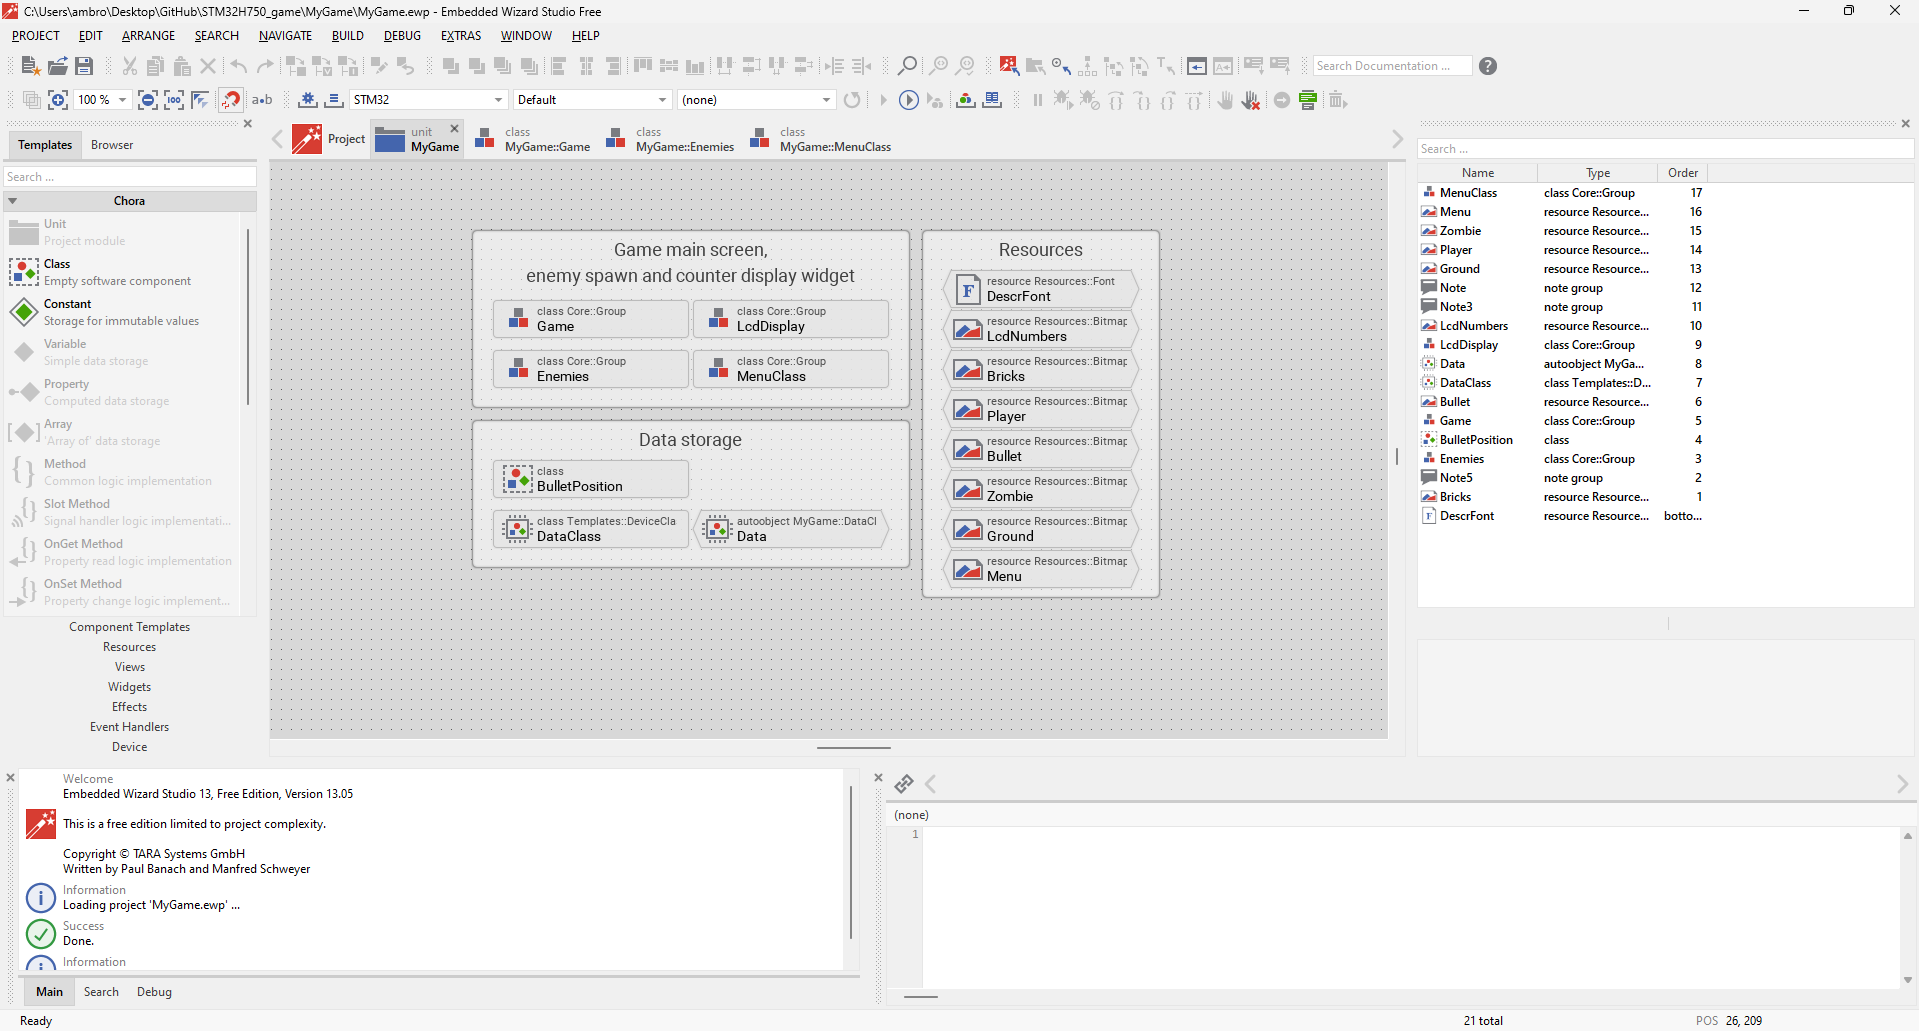 C:\Users\ambro\Desktop\GitHub\STM32H750_game\MyGame\MyGame.ewp - Embedded Wizard Studio Free
PROJECT EDIT ARRANGE SEARCH NAVIGATE BUILD DEBUG EXTRAS WINDOW HELP
Search Documentation ...
100 % a•b STM32 Default (none)
Templates Browser
Search ...
Chora
Unit
Project module
Class
Empty software component
Constant
Storage for immutable values
Variable
Simple data storage
Property
Computed data storage
Array
'Array of' data storage
Method
Common logic implementation
Slot Method
Signal handler logic implementati...
OnGet Method
Property read logic implementation
OnSet Method
Property change logic implement...
Component Templates
Resources
Views
Widgets
Effects
Event Handlers
Device
Project
unit
MyGame
class
MyGame::Game
class
MyGame::Enemies
class
MyGame::MenuClass
Game main screen,
enemy spawn and counter display widget
class Core::Group
Game
class Core::Group
LcdDisplay
class Core::Group
Enemies
class Core::Group
MenuClass
Data storage
class
BulletPosition
class Templates::DeviceCla
DataClass
autoobject MyGame::DataCl
Data
Resources
resource Resources::Font
DescrFont
resource Resources::Bitmap
LcdNumbers
resource Resources::Bitmap
Bricks
resource Resources::Bitmap
Player
resource Resources::Bitmap
Bullet
resource Resources::Bitmap
Zombie
resource Resources::Bitmap
Ground
resource Resources::Bitmap
Menu
Search ...
Name Type Order
MenuClass class Core::Group 17
Menu resource Resource... 16
Zombie resource Resource... 15
Player resource Resource... 14
Ground resource Resource... 13
Note note group 12
Note3 note group 11
LcdNumbers resource Resource... 10
LcdDisplay class Core::Group 9
Data autoobject MyGa... 8
DataClass class Templates::D... 7
Bullet resource Resource... 6
Game class Core::Group 5
BulletPosition class 4
Enemies class Core::Group 3
Note5 note group 2
Bricks resource Resource... 1
DescrFont resource Resource... botto...
Welcome
Embedded Wizard Studio 13, Free Edition, Version 13.05
This is a free edition limited to project complexity.
Copyright © TARA Systems GmbH
Written by Paul Banach and Manfred Schweyer
Information
Loading project 'MyGame.ewp' ...
Success
Done.
Information
Main Search Debug
(none)
1
Ready
21 total
POS 26, 209